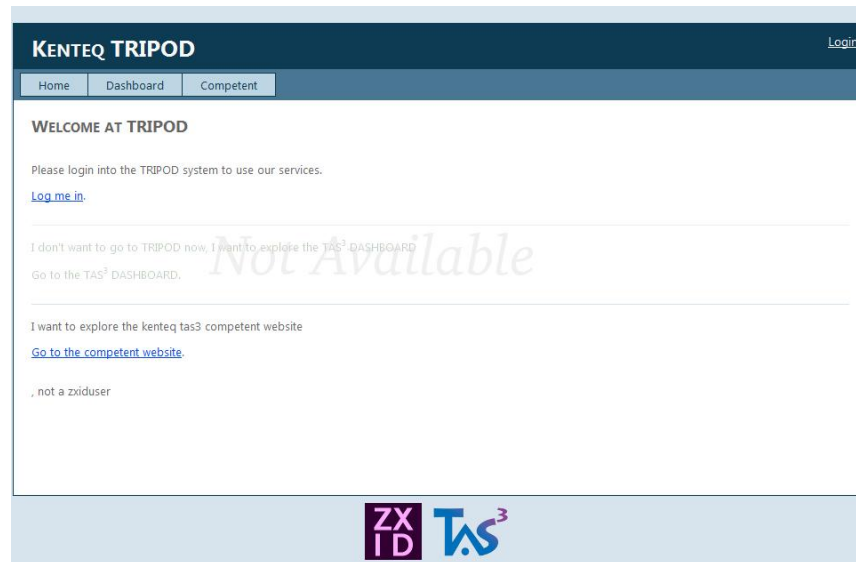 KENTEQ TRIPOD
Login
Home Dashboard Competent
WELCOME AT TRIPOD
Please login into the TRIPOD system to use our services.
Log me in.
I don't want to go to TRIPOD now, I want to explore the TAS³ DASHBOARD
Not Available
Go to the TAS³ DASHBOARD.
I want to explore the kenteq tas3 competent website
Go to the competent website.
, not a zxiduser
ZX
ID
TAS³